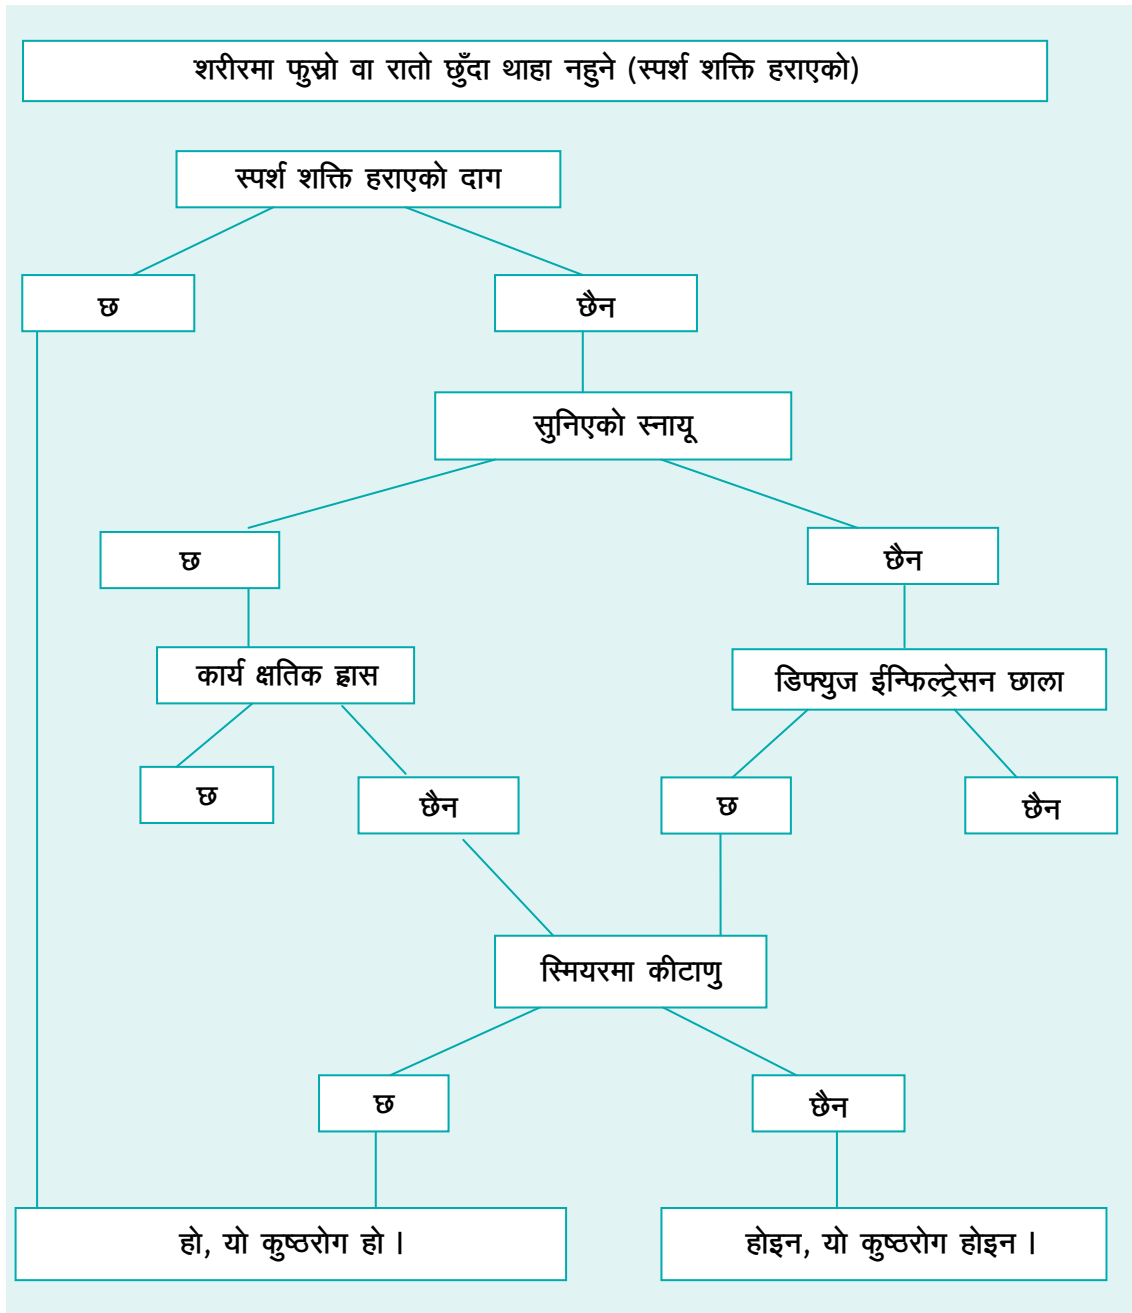 शरीरमा फुस्रो वा रातो छुँदा थाहा नहुने (स्पर्श शक्ति हराएको)
स्पर्श शक्ति हराएको दाग
छ
छैन
सुनिएको स्नायू
छ
छैन
कार्य क्षतिक ह्रास
डिफ्युज ईन्फिल्ट्रेसन छाला
छ
छैन
छ
छैन
स्मियरमा कीटाणु
छ
छैन
हो, यो कुष्ठरोग हो ।
होइन, यो कुष्ठरोग होइन ।